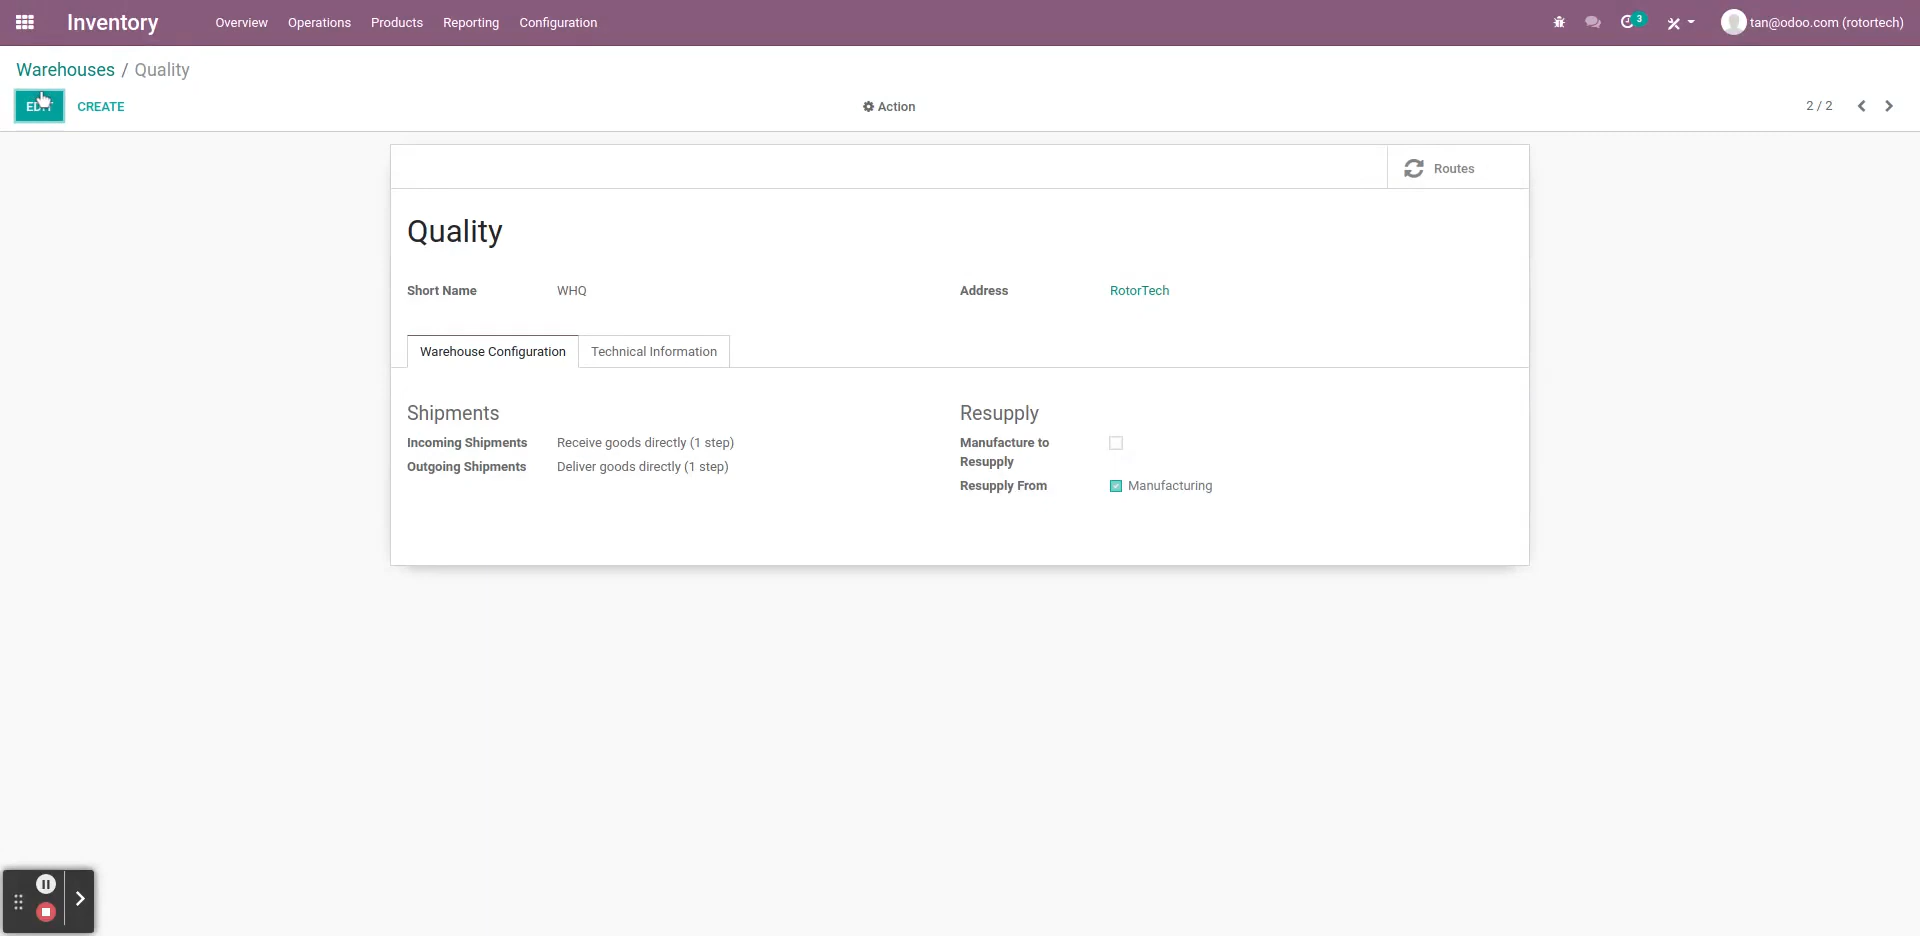 Inventory Overview Operations Products Reporting Configuration 3 tan@odoo.com (rotortech)
Warehouses / Quality
CREATE Action 2 / 2
Routes
Quality
Short Name WHQ Address RotorTech
Warehouse Configuration Technical Information
Shipments Resupply
Incoming Shipments Receive goods directly (1 step) Manufacture to
Resupply
Outgoing Shipments Deliver goods directly (1 step)
Resupply From Manufacturing